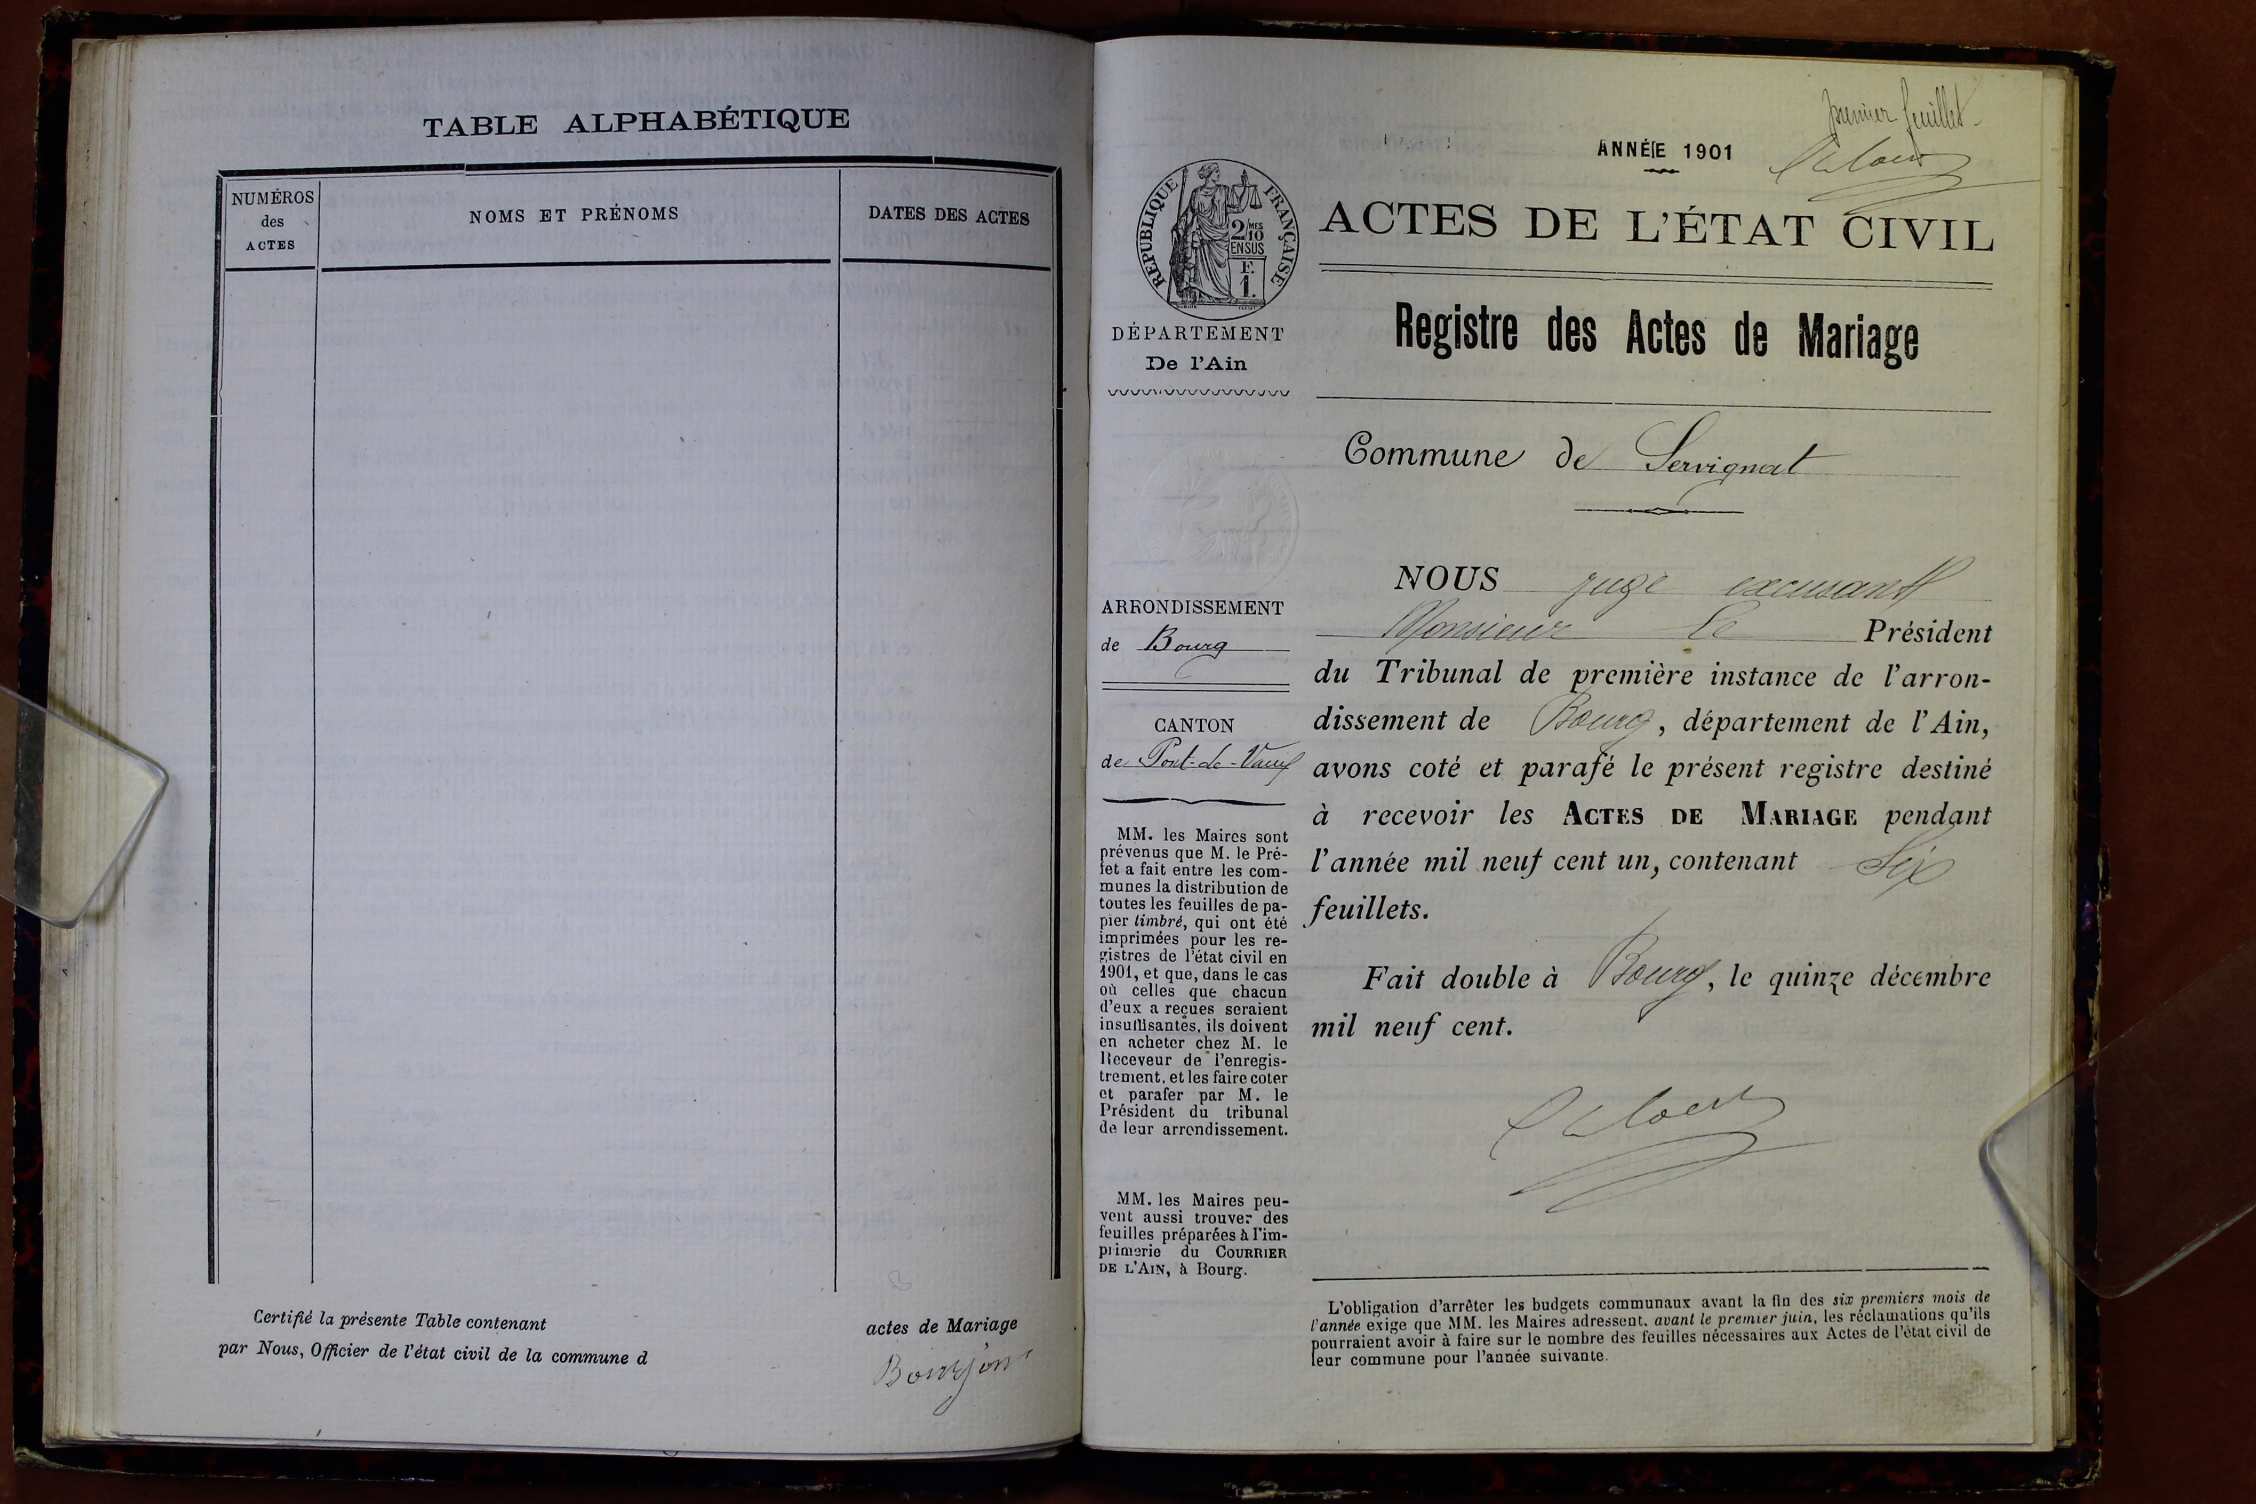 TABLE ALPHABÉTIQUE
NUMÉROS
des
ACTES
NOMS ET PRÉNOMS
DATES DES ACTES
Certifié la présente Table contenant
actes de Mariage
par Nous, Officier de l'état civil de la commune d
premier feuillet
ANNÉE 1901
RÉPUBLIQUE FRANÇAISE
2/10
MES
EN SUS
F.
1.
ACTES DE L'ÉTAT CIVIL
DÉPARTEMENT
De l'Ain
Registre des Actes de Mariage
Commune de Servignat
ARRONDISSEMENT
de Bourg
CANTON
de Pont-de-Vaux
MM. les Maires sont
prévenus que M. le Pré-
fet a fait entre les com-
munes la distribution de
toutes les feuilles de pa-
pier timbré, qui ont été
imprimées pour les re-
gistres de l'état civil en
1901, et que, dans le cas
où celles que chacun
d'eux a reçues seraient
insuffisantes, ils doivent
en acheter chez M. le
Receveur de l'enregis-
trement, et les faire coter
et parafer par M. le
Président du tribunal
de leur arrondissement.
MM. les Maires peu-
vent aussi trouver des
feuilles préparées à l'im-
primerie du COURRIER
DE L'AIN, à Bourg.
NOUS juge excusant
Monsieur le Président
du Tribunal de première instance de l'arron-
dissement de Bourg, département de l'Ain,
avons coté et parafé le présent registre destiné
à recevoir les ACTES DE MARIAGE pendant
l'année mil neuf cent un, contenant Six
feuillets.
Fait double à Bourg, le quinze décembre
mil neuf cent.
L'obligation d'arrêter les budgets communaux avant la fin des six premiers mois de
l'année exige que MM. les Maires adressent, avant le premier juin, les réclamations qu'ils
pourraient avoir à faire sur le nombre des feuilles nécessaires aux Actes de l'état civil de
leur commune pour l'année suivante.